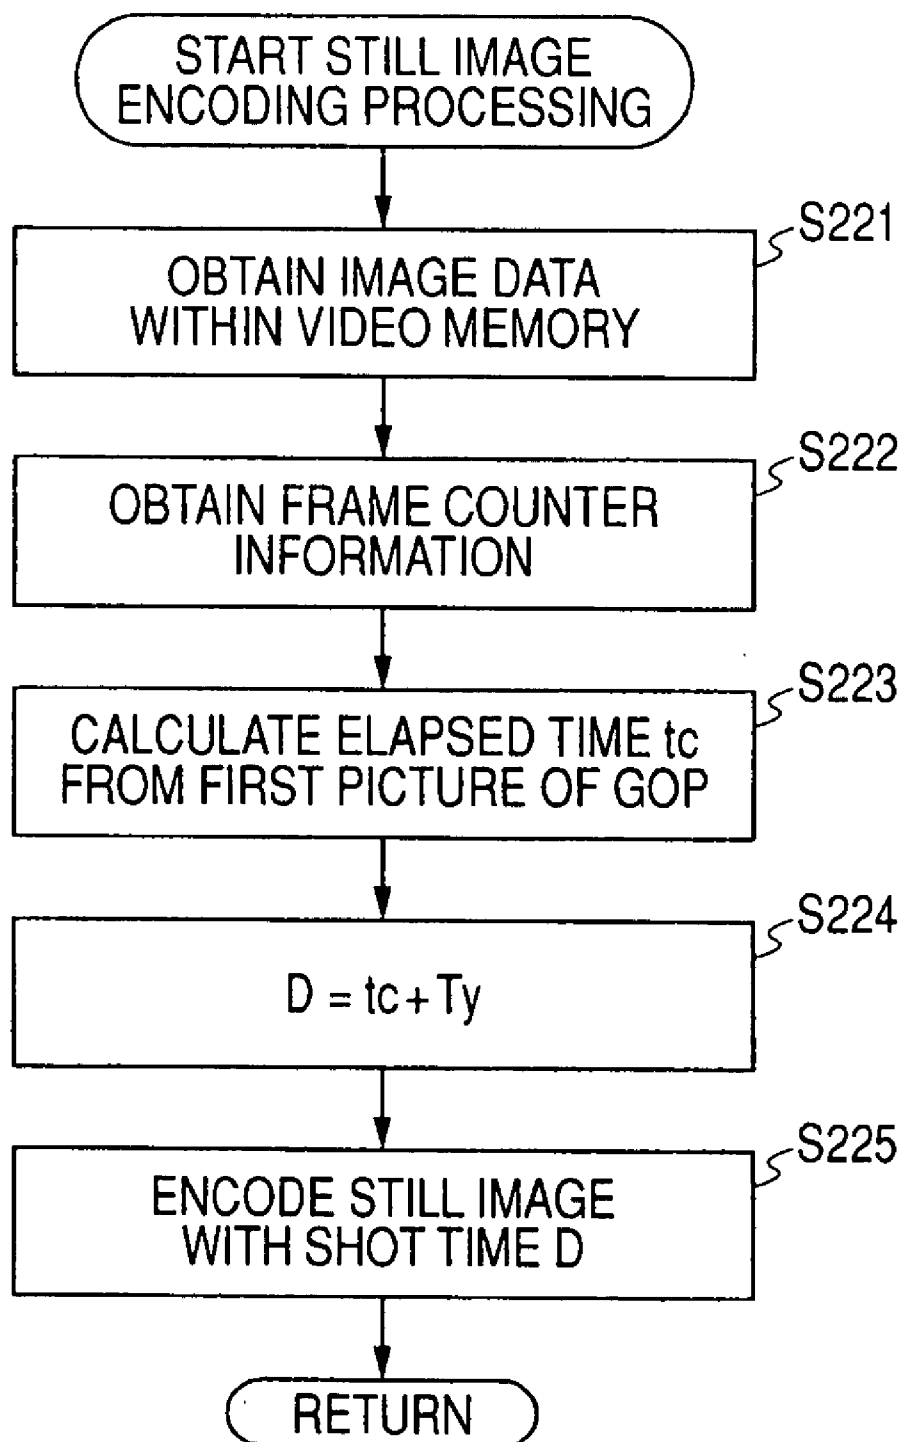 START STILL IMAGE
ENCODING PROCESSING
S221
OBTAIN IMAGE DATA
WITHIN VIDEO MEMORY
S222
OBTAIN FRAME COUNTER
INFORMATION
S223
CALCULATE ELAPSED TIME tc
FROM FIRST PICTURE OF GOP
S224
D = tc + Ty
S225
ENCODE STILL IMAGE
WITH SHOT TIME D
RETURN